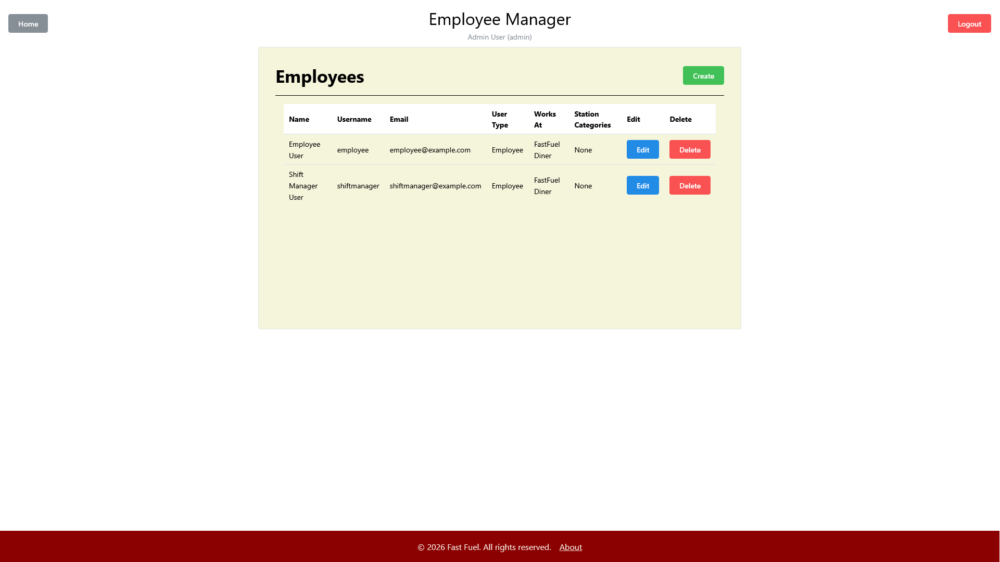 Home
Employee Manager
Admin User (admin)
Logout
Employees
Create
Name Username Email User Type Works At Station Categories Edit Delete
Employee User employee employee@example.com Employee FastFuel Diner None Edit Delete
Shift Manager User shiftmanager shiftmanager@example.com Employee FastFuel Diner None Edit Delete
© 2026 Fast Fuel. All rights reserved. About